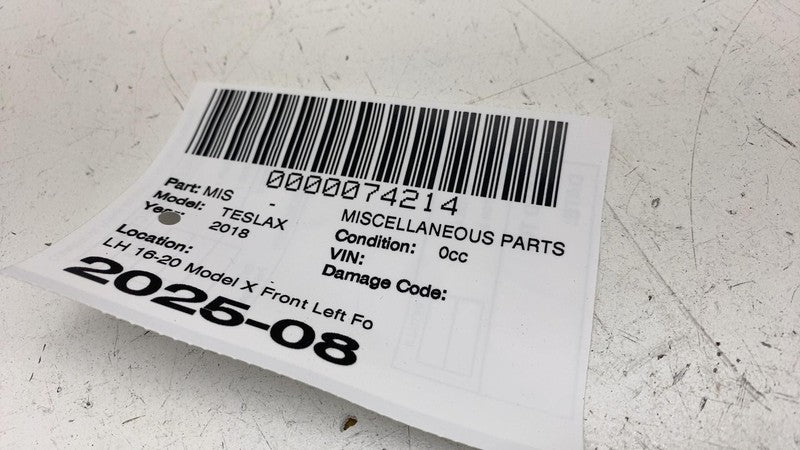 0000074214
Part: MIS - MISCELLANEOUS PARTS
Model: TESLAX Condition: 0cc
2018 VIN:
Location: - Damage Code:
LH 16-20 Model X Front Left Fo
2025-08